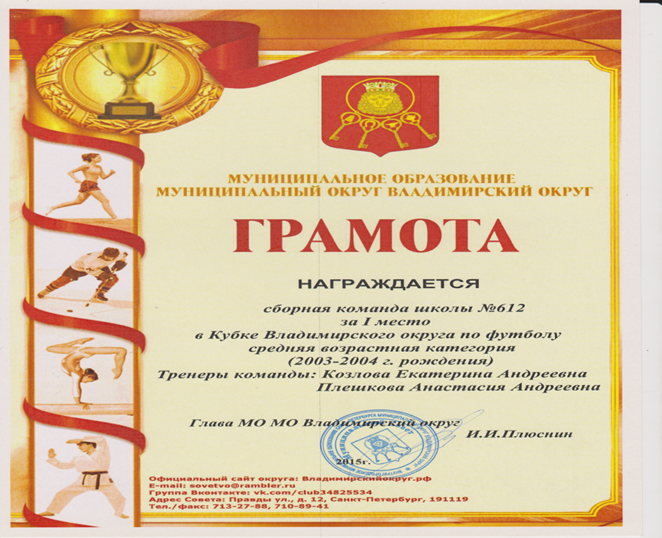 МУНИЦИПАЛЬНОЕ ОБРАЗОВАНИЕ
МУНИЦИПАЛЬНЫЙ ОКРУГ ВЛАДИМИРСКИЙ ОКРУГ
ГРАМОТА
НАГРАЖДАЕТСЯ
сборная команда школы №612
за I место
в Кубке Владимирского округа по футболу
средняя возрастная категория
(2003-2004 г. рождения)
Тренеры команды: Козлова Екатерина Андреевна
Плешкова Анастасия Андреевна
Глава МО МО Владимирский округ
И.И.Плюснин
2015г.
Официальный сайт округа: Владимирскийокруг.рф
E-mail: sovetvo@rambler.ru
Группа Вконтакте: vk.com/club34825534
Адрес Совета: Правды ул., д. 12, Санкт-Петербург, 191119
Тел./факс: 713-27-88, 710-89-41